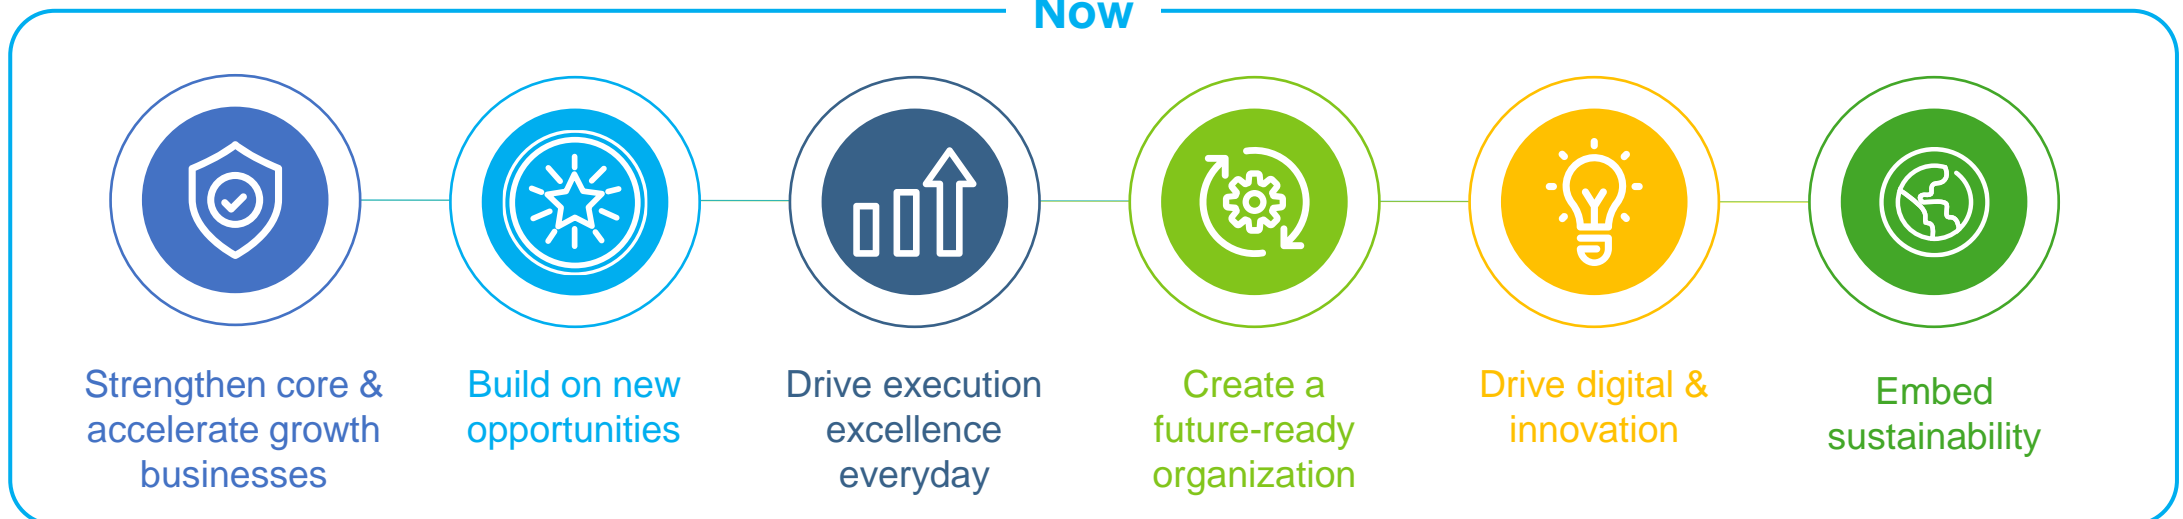 Now
Strengthen core &
accelerate growth
businesses
Build on new
opportunities
Drive execution
excellence
everyday
Create a
future-ready
organization
Drive digital &
innovation
Embed
sustainability